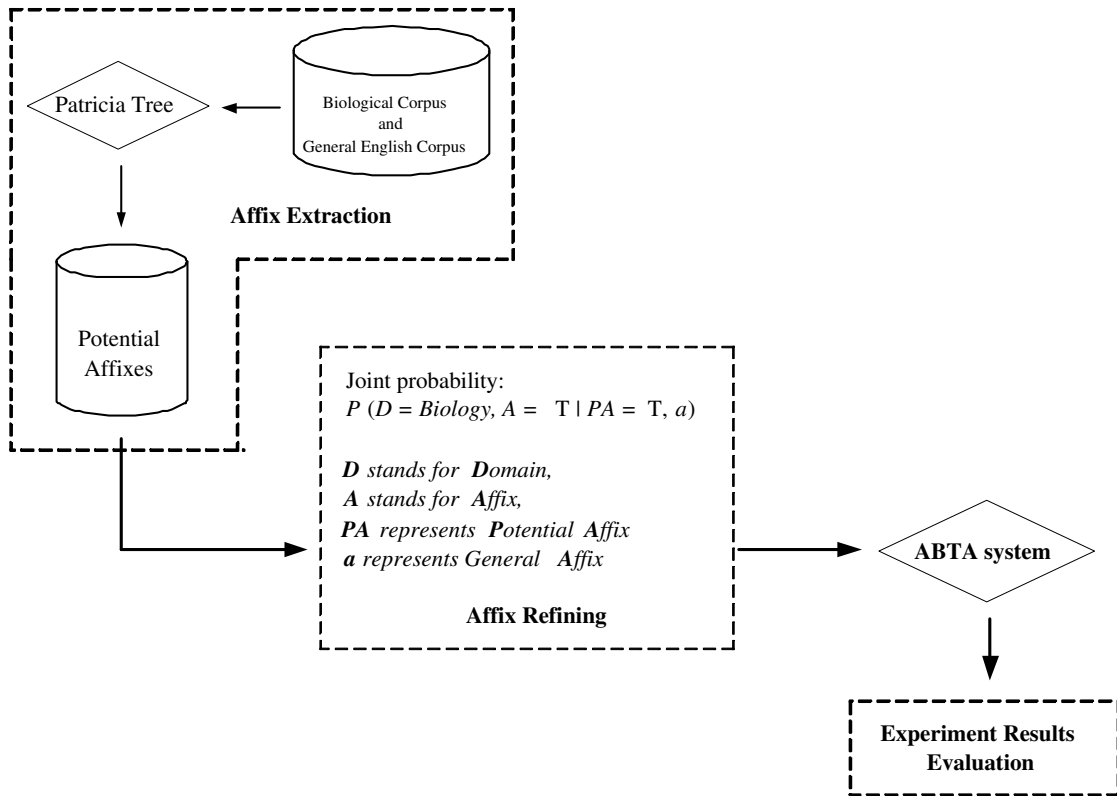 Patricia Tree
Biological Corpus
and
General English Corpus
Affix Extraction
Potential
Affixes
Joint probability:
P (D = Biology, A = T | PA = T, a)
D stands for Domain,
A stands for Affix,
PA represents Potential Affix
a represents General Affix
Affix Refining
ABTA system
Experiment Results
Evaluation